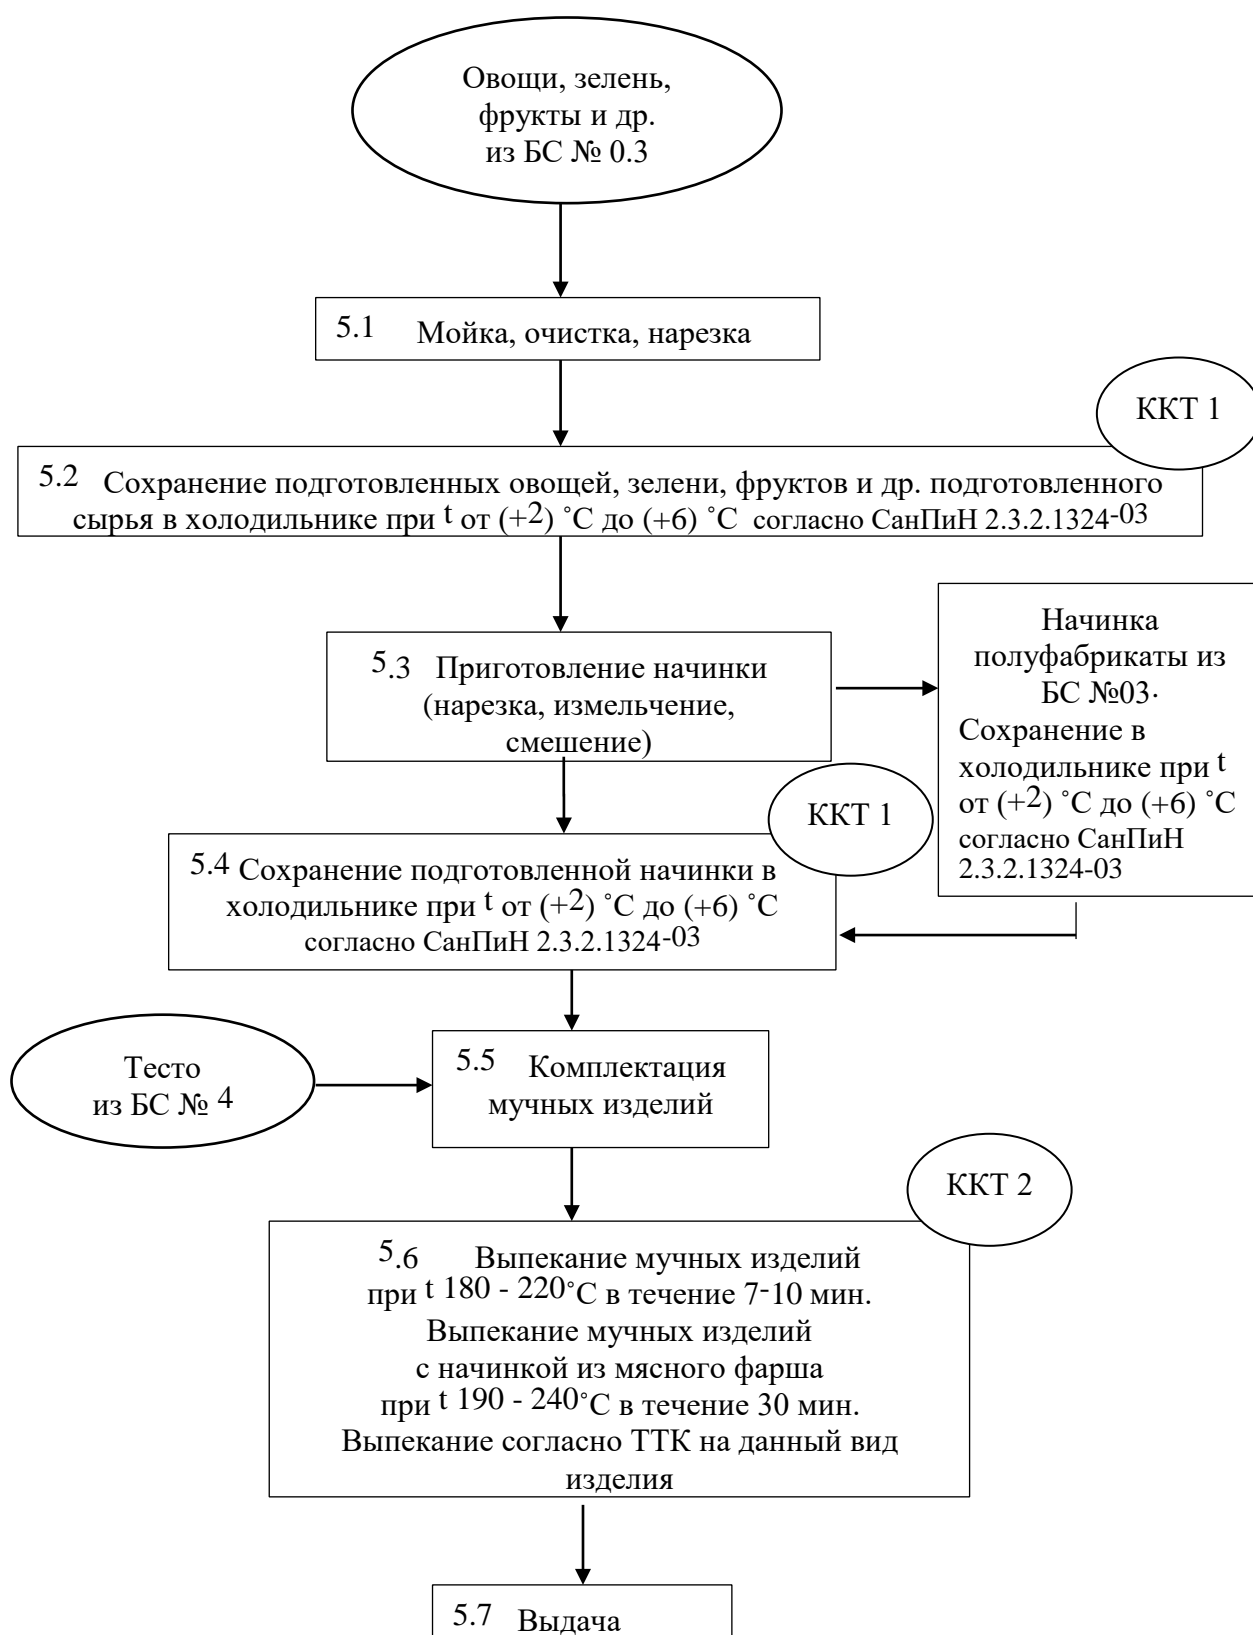 Овощи, зелень,
фрукты и др.
из БС № 0.3
5.1 Мойка, очистка, нарезка
ККТ 1
5.2 Сохранение подготовленных овощей, зелени, фруктов и др. подготовленного
сырья в холодильнике при t от (+2) °С до (+6) °С согласно СанПиН 2.3.2.1324-03
5.3 Приготовление начинки
(нарезка, измельчение,
смешение)
Начинка
полуфабрикаты из
БС №03.
Сохранение в
холодильнике при t
от (+2) °С до (+6) °С
согласно СанПиН
2.3.2.1324-03
ККТ 1
5.4 Сохранение подготовленной начинки в
холодильнике при t от (+2) °С до (+6) °С
согласно СанПиН 2.3.2.1324-03
Тесто
из БС № 4
5.5 Комплектация
мучных изделий
ККТ 2
5.6 Выпекание мучных изделий
при t 180 - 220°С в течение 7-10 мин.
Выпекание мучных изделий
с начинкой из мясного фарша
при t 190 - 240°С в течение 30 мин.
Выпекание согласно ТТК на данный вид
изделия
5.7 Выдача